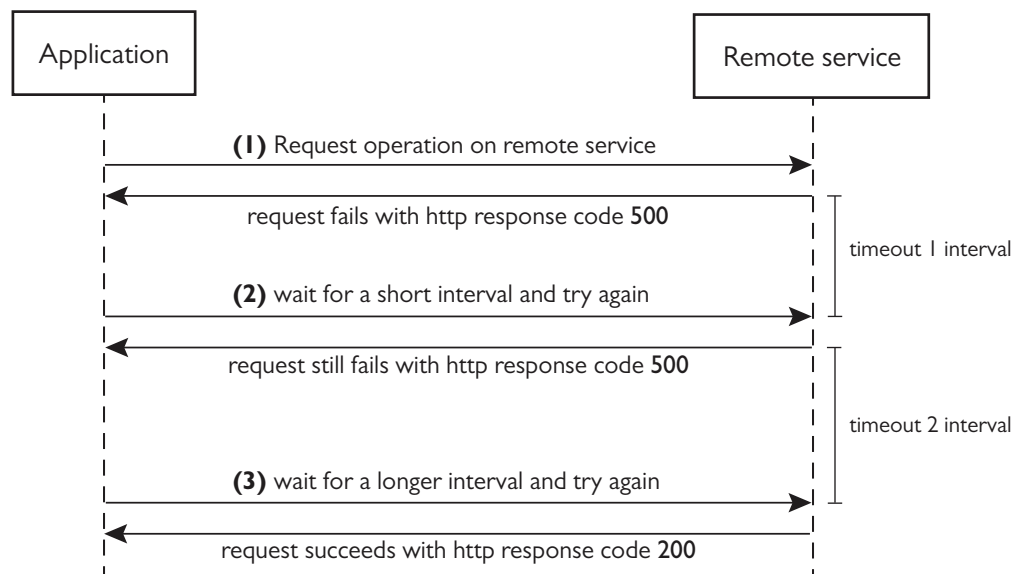 Application
Remote service
(1) Request operation on remote service
request fails with http response code 500
timeout 1 interval
(2) wait for a short interval and try again
request still fails with http response code 500
timeout 2 interval
(3) wait for a longer interval and try again
request succeeds with http response code 200